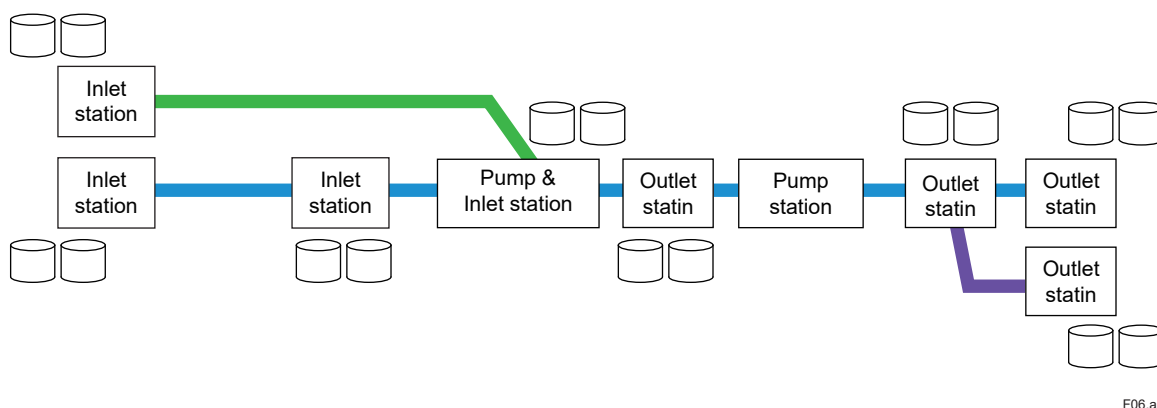 Inlet
station
Inlet
station
Inlet
station
Pump &
Inlet station
Outlet
statin
Pump
station
Outlet
statin
Outlet
statin
Outlet
statin
F06.a